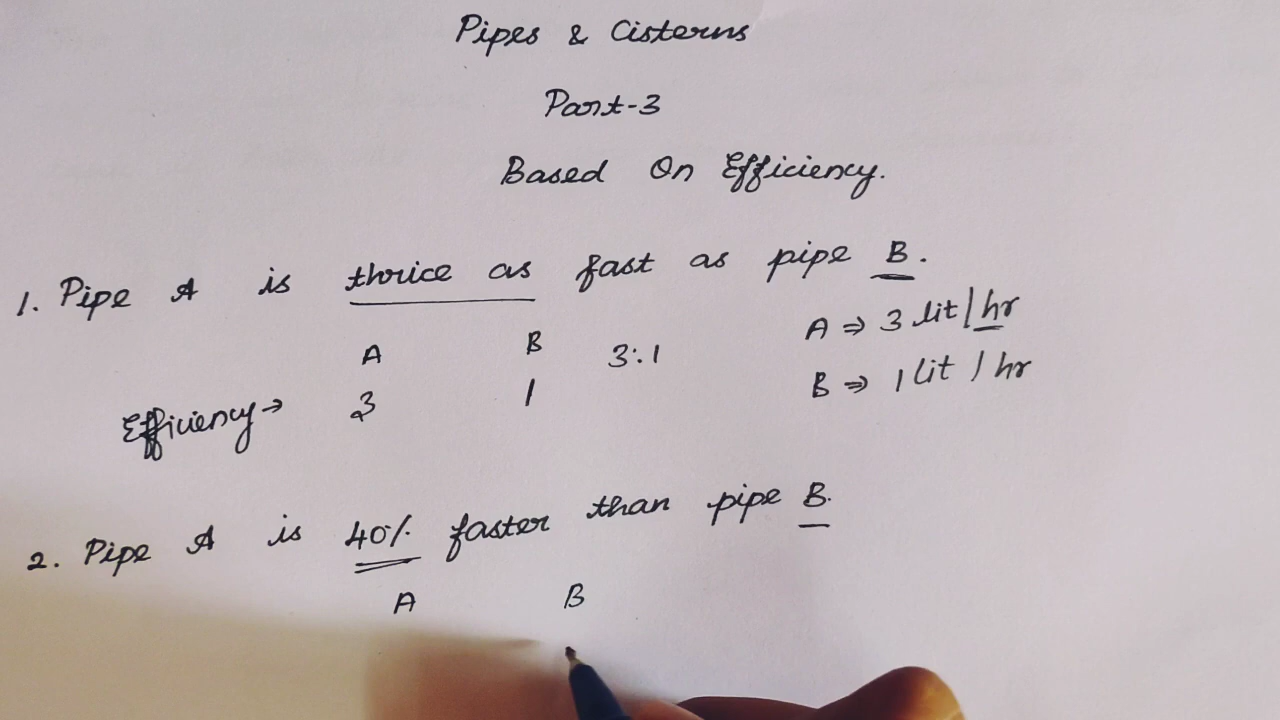 Pipes & Cisterns
Part-3
Based On Efficiency.
1. Pipe A is thrice as fast as pipe B.
A B 3:1 A ⇒ 3 lit/hr
Efficiency → 3 1 B ⇒ 1 lit/hr
2. Pipe A is 40% faster than pipe B.
A B